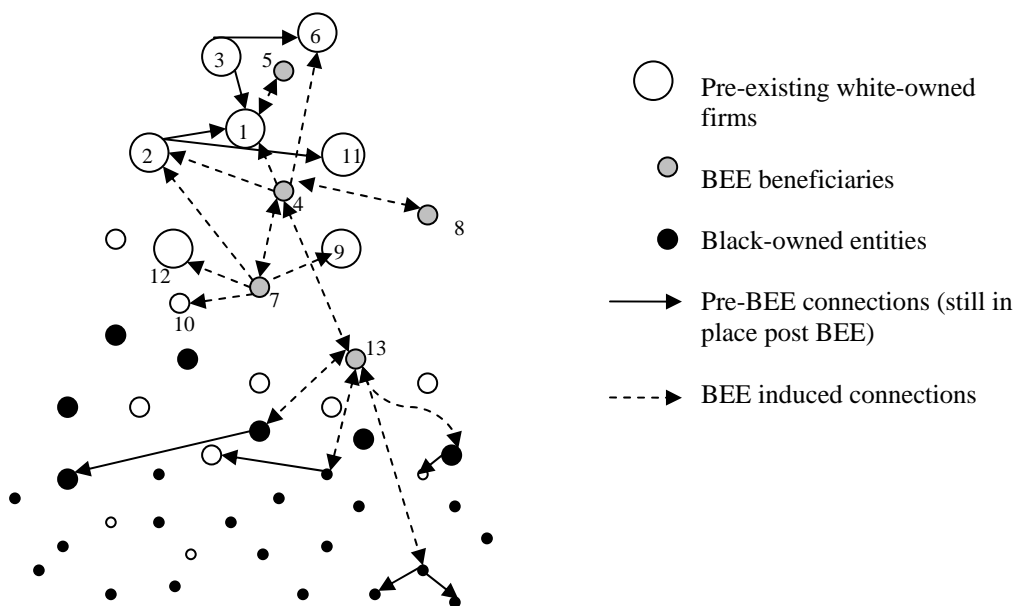 6
3
5
1
2
11
4
8
9
12
7
10
13
Pre-existing white-owned
firms
BEE beneficiaries
Black-owned entities
Pre-BEE connections (still in
place post BEE)
BEE induced connections